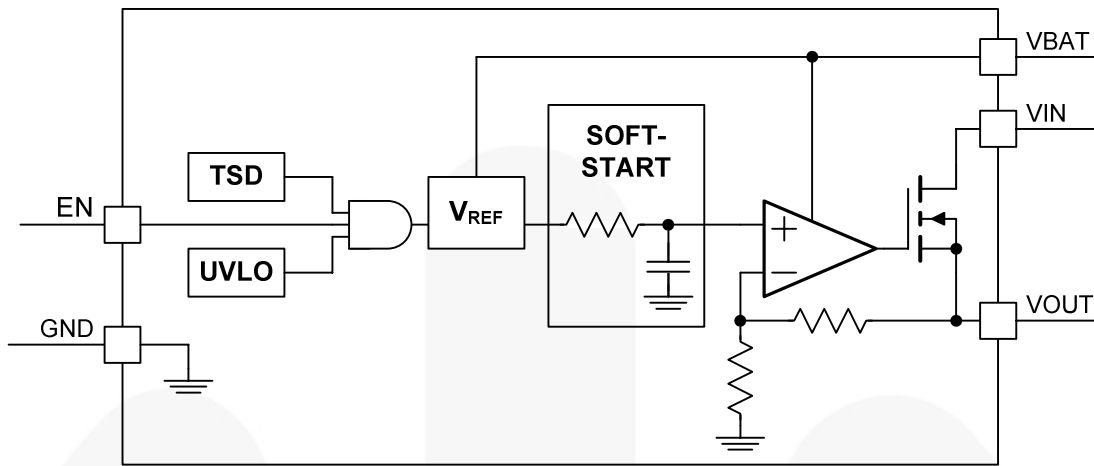 VBAT
VIN
SOFT-
START
TSD
EN
VREF
UVLO
GND
VOUT
+
−